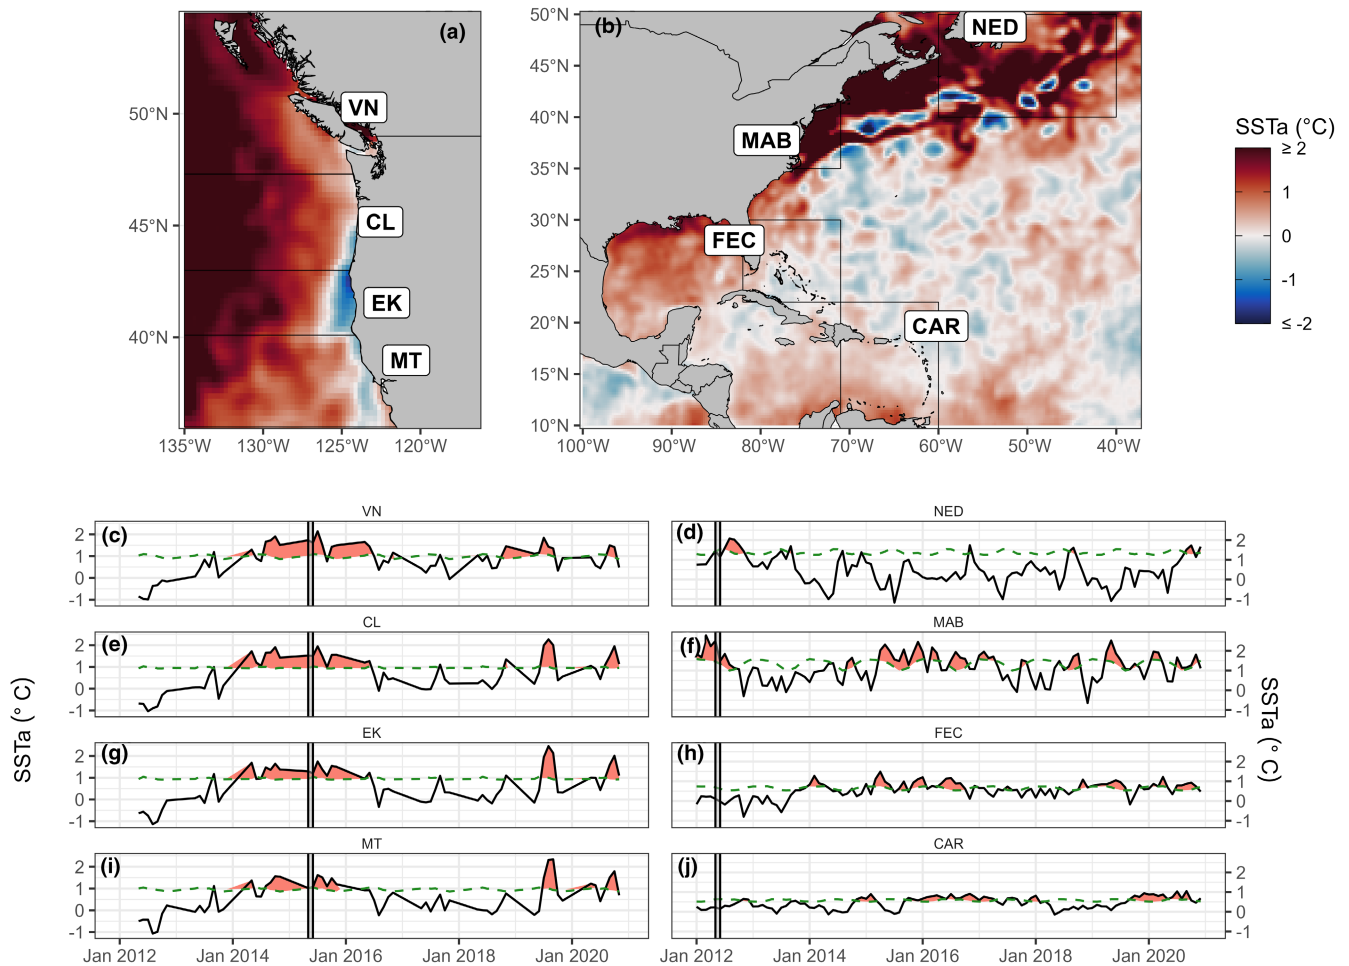 (a)
VN
CL
EK
MT
50°N
45°N
40°N
135°W
130°W
125°W
120°W
(b)
NED
MAB
FEC
CAR
50°N
45°N
40°N
35°N
30°N
25°N
20°N
15°N
10°N
100°W
90°W
80°W
70°W
60°W
50°W
40°W
SSTa (°C)
≥ 2
1
0
-1
≤ -2
SSTa (° C)
VN
(c)
2
1
0
-1
NED
(d)
2
1
0
-1
CL
(e)
2
1
0
-1
MAB
(f)
2
1
0
-1
EK
(g)
2
1
0
-1
FEC
(h)
2
1
0
-1
MT
(i)
2
1
0
-1
CAR
(j)
2
1
0
-1
SSTa (° C)
Jan 2012
Jan 2014
Jan 2016
Jan 2018
Jan 2020
Jan 2012
Jan 2014
Jan 2016
Jan 2018
Jan 2020